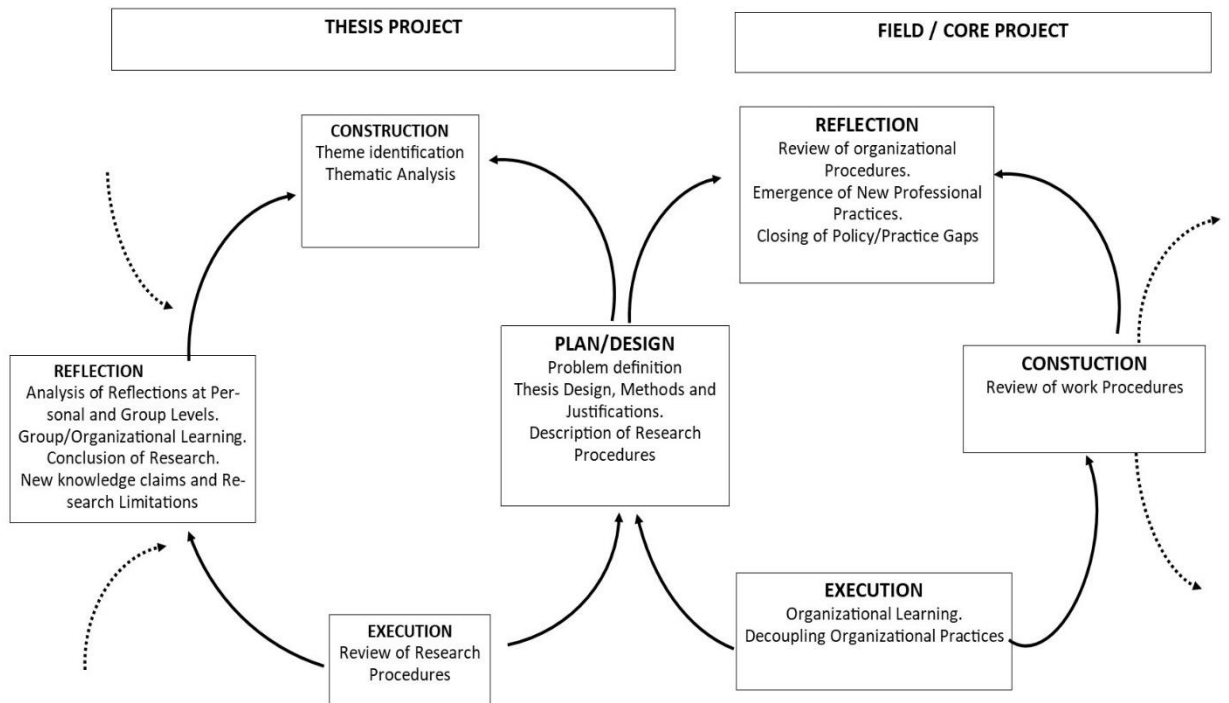 THESIS PROJECT
FIELD / CORE PROJECT
CONSTRUCTION
Theme identification
Thematic Analysis
REFLECTION
Review of organizational
Procedures.
Emergence of New Professional
Practices.
Closing of Policy/Practice Gaps
REFLECTION
Analysis of Reflections at Per-
sonal and Group Levels.
Group/Organizational Learning.
Conclusion of Research.
New knowledge claims and Re-
search Limitations
PLAN/DESIGN
Problem definition
Thesis Design, Methods and
Justifications.
Description of Research
Procedures
CONSTUCTION
Review of work Procedures
EXECUTION
Review of Research
Procedures
EXECUTION
Organizational Learning.
Decoupling Organizational Practices